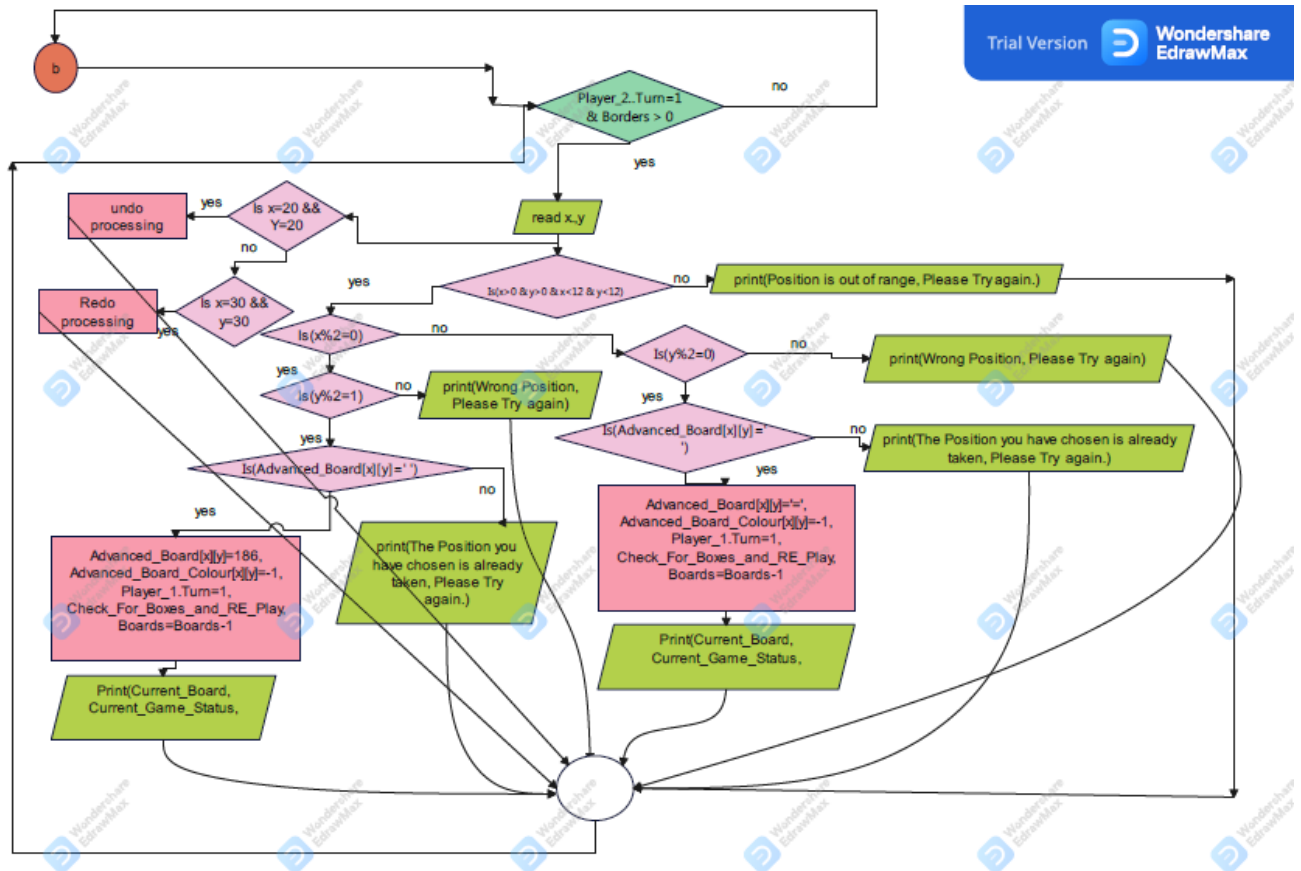 Trial Version
Wondershare
EdrawMax
b
Player_2..Turn=1
& Borders > 0
no
yes
read x.,y
Is x=20 &&
Y=20
yes
undo
processing
no
Is x=30 &&
y=30
yes
Redo
processing
Is(x>0 & y>0 & x<12 & y<12)
no
print(Position is out of range, Please Try again.)
yes
Is(x%2=0)
no
Is(y%2=0)
no
print(Wrong Position, Please Try again)
yes
Is(y%2=1)
no
print(Wrong Position,
Please Try again)
yes
Is(Advanced_Board[x][y]='
')
no
print(The Position you have chosen is already
taken, Please Try again.)
yes
Is(Advanced_Board[x][y]=' ')
no
print(The Position you
have chosen is already
taken, Please Try
again.)
yes
Advanced_Board[x][y]='=',
Advanced_Board_Colour[x][y]=-1,
Player_1.Turn=1,
Check_For_Boxes_and_RE_Play,
Boards=Boards-1
yes
Advanced_Board[x][y]=186,
Advanced_Board_Colour[x][y]=-1,
Player_1.Turn=1,
Check_For_Boxes_and_RE_Play,
Boards=Boards-1
Print(Current_Board,
Current_Game_Status,
Print(Current_Board,
Current_Game_Status,